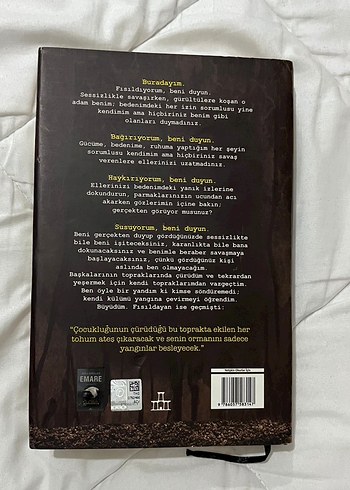 Buradayım.
Fısıldıyorum, beni duyun.
Sessizlikle savaşırken, gürültülere koşan o
adam benim; bedenimdeki her izin sorumlusu yine
kendimim ama hiçbiriniz benim gibi
olanları duymadınız.
Bağırıyorum, beni duyun.
Gücüme, bedenime, ruhuma yaptığım her şeyin
sorumlusu kendimim ama hiçbiriniz savaş
verenlere ellerinizi uzatmadınız.
Haykırıyorum, beni duyun.
Ellerinizi bedenimdeki yanık izlerine
dokundurun, parmaklarınızın ucundan acı
akarken gözlerimin içine bakın;
gerçekten görüyor musunuz?
Susuyorum, beni duyun.
Beni gerçekten duyup gördüğünüzde sessizlikte
bile beni işiteceksiniz, karanlıkta bile bana
dokunacaksınız ve benimle beraber savaşmaya
başlayacaksınız, çünkü gördüğünüz kişi
aslında ben olmayacağım.
Başkalarının topraklarında çürüdüm ve tekrardan
yeşermek için kendi topraklarımdan vazgeçtim.
Ben öyle bir yandım ki kimse söndüremedi;
kendi külümü yangına çevirmeyi öğrendim.
Büyüdüm. Fısıldayan ise geçmişti:
"Çocukluğunun çürüdüğü bu toprakta ekilen her
tohum ateş çıkaracak ve senin ormanını sadece
yangınlar besleyecek."
EMARE